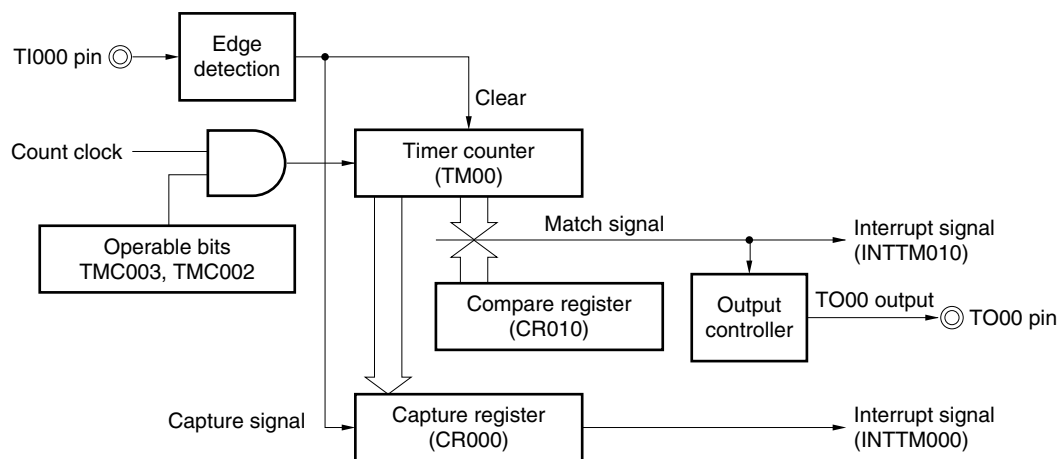 TI000 pin
Edge
detection
Clear
Count clock
Timer counter
(TM00)
Operable bits
TMC003, TMC002
Match signal
Interrupt signal
(INTTM010)
Compare register
(CR010)
Output
controller
TO00 output
TO00 pin
Capture signal
Capture register
(CR000)
Interrupt signal
(INTTM000)